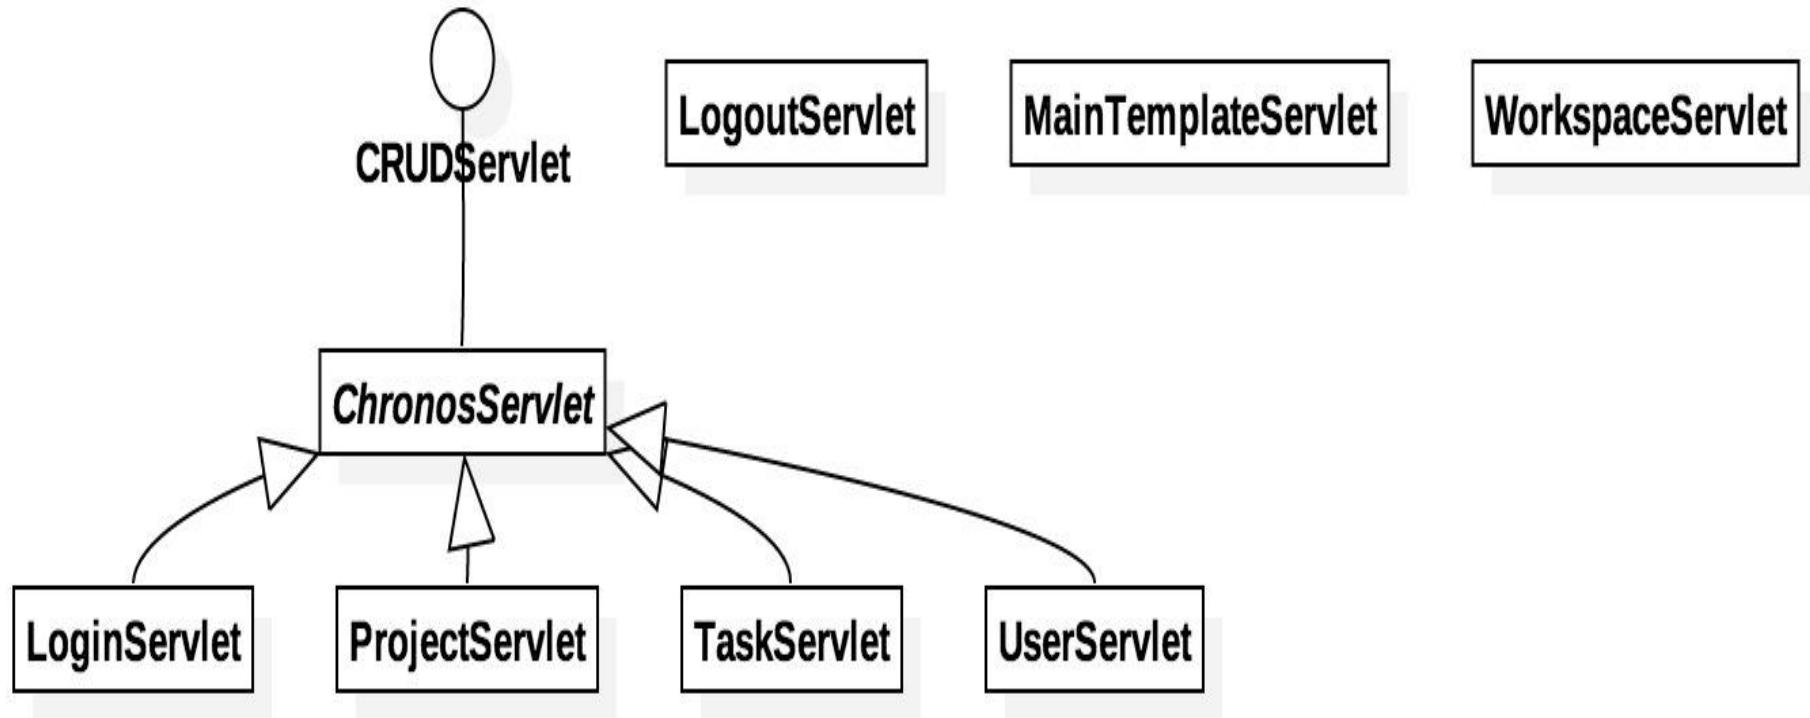 LogoutServlet
MainTemplateServlet
WorkspaceServlet
CRUDServlet
ChronosServlet
LoginServlet
ProjectServlet
TaskServlet
UserServlet